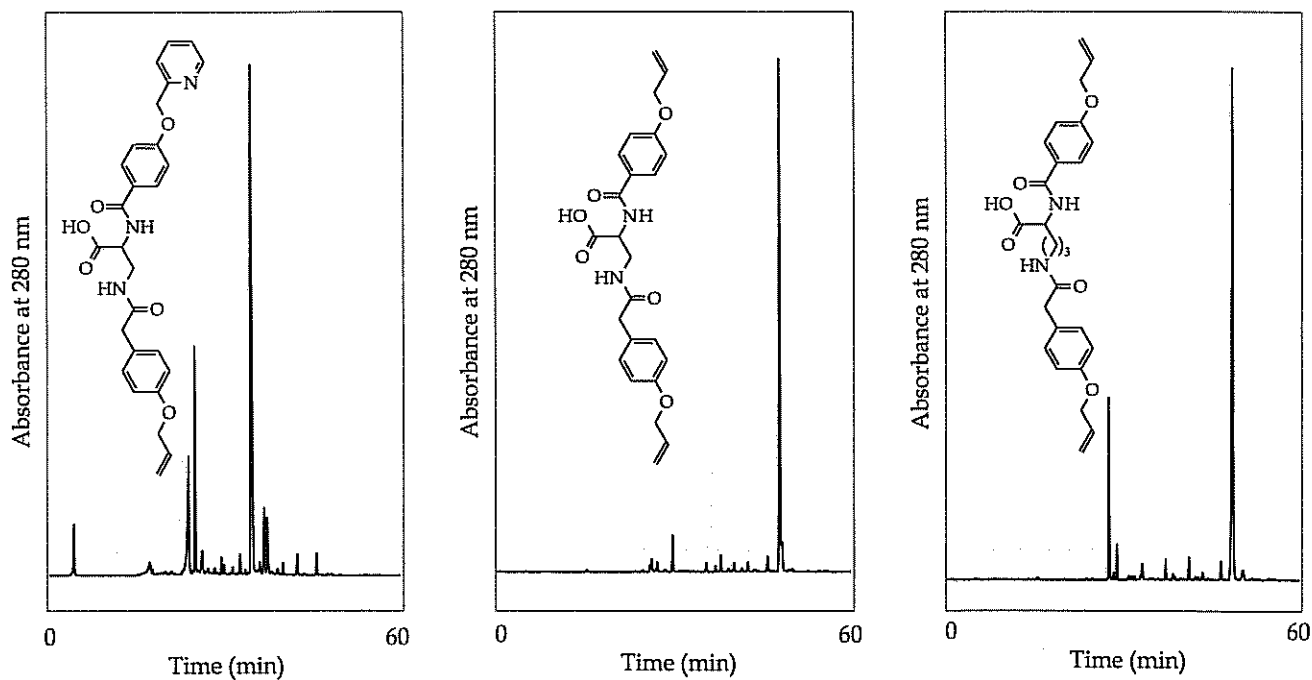 Absorbance at 280 nm
N
O
O
NH
HO
O
HN
O
O
0
60
Time (min)
Absorbance at 280 nm
O
O
NH
HO
O
HN
O
O
0
60
Time (min)
Absorbance at 280 nm
O
O
NH
HO
O
( )3
HN
O
O
0
60
Time (min)